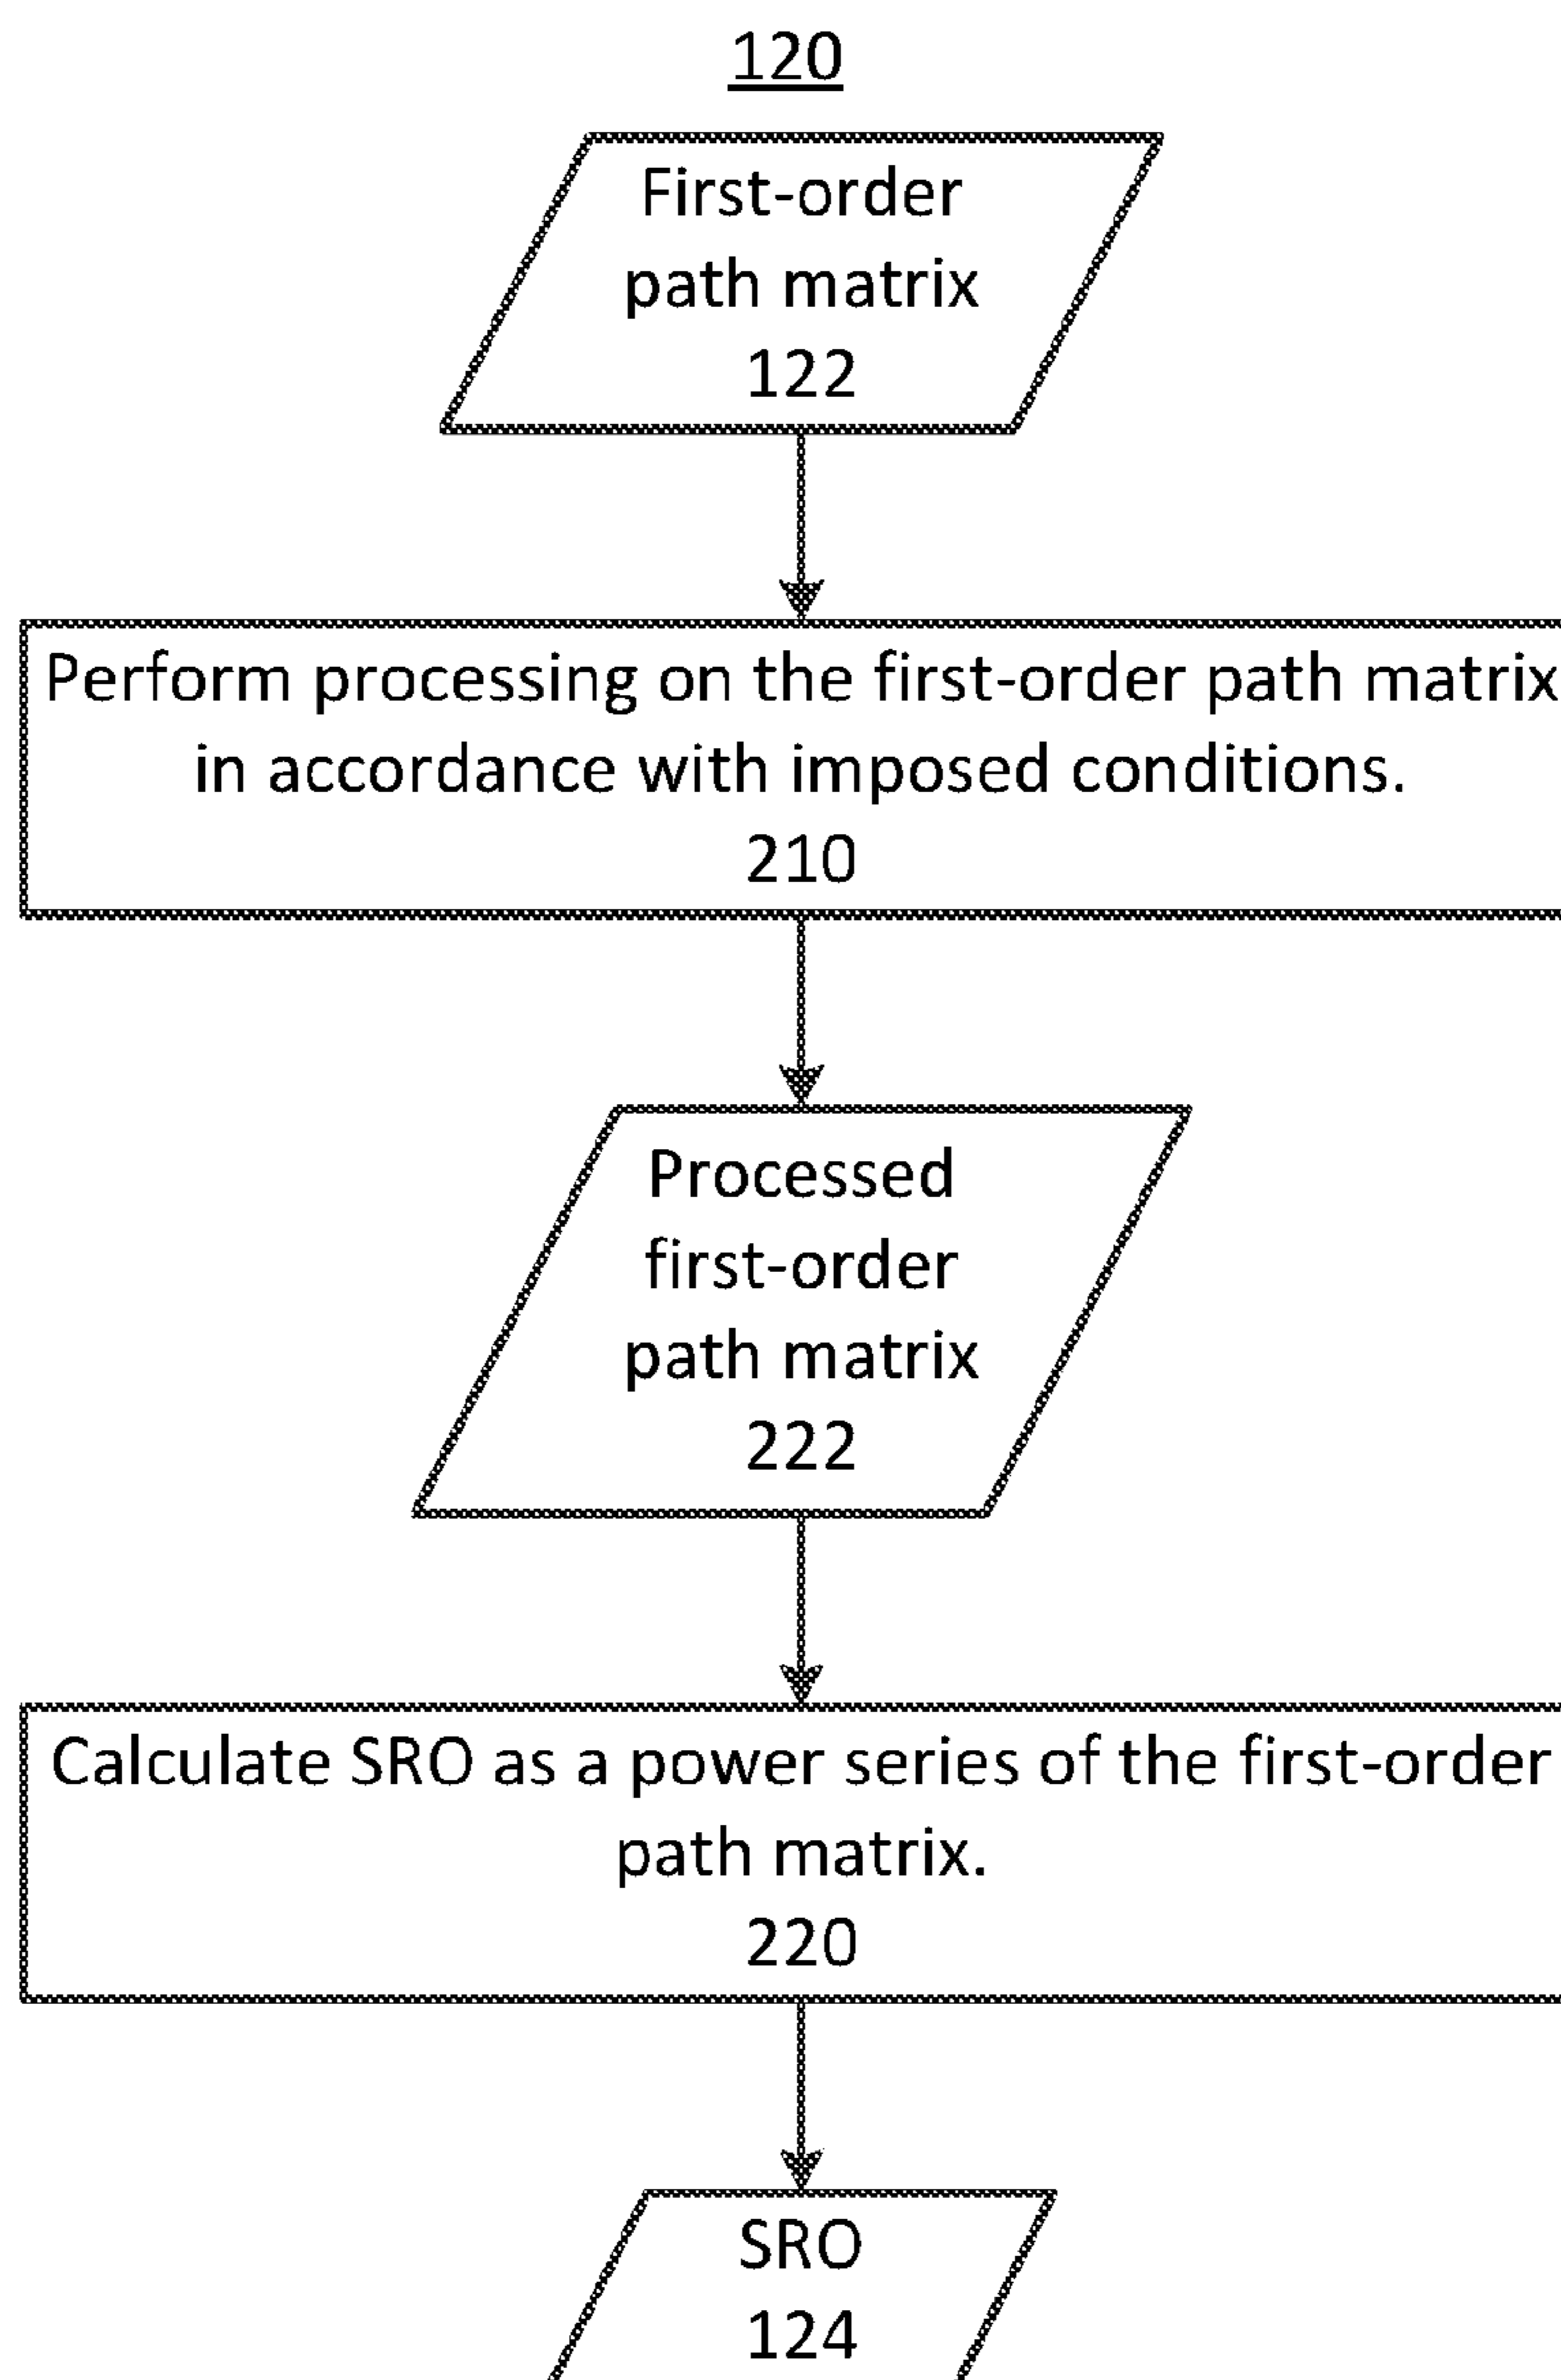 120
First-order
path matrix
122
Perform processing on the first-order path matrix
in accordance with imposed conditions.
210
Processed
first-order
path matrix
222
Calculate SRO as a power series of the first-order
path matrix.
220
SRO
124